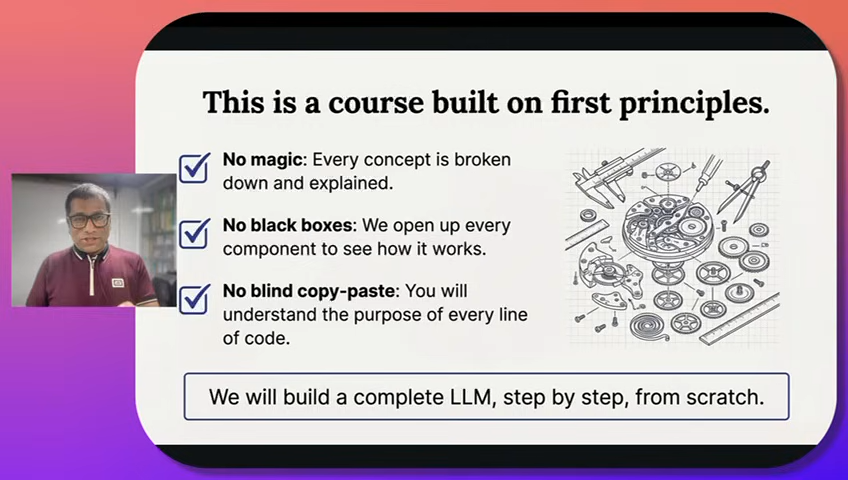 This is a course built on first principles.
No magic: Every concept is broken
down and explained.
No black boxes: We open up every
component to see how it works.
No blind copy-paste: You will
understand the purpose of every line
of code.
We will build a complete LLM, step by step, from scratch.